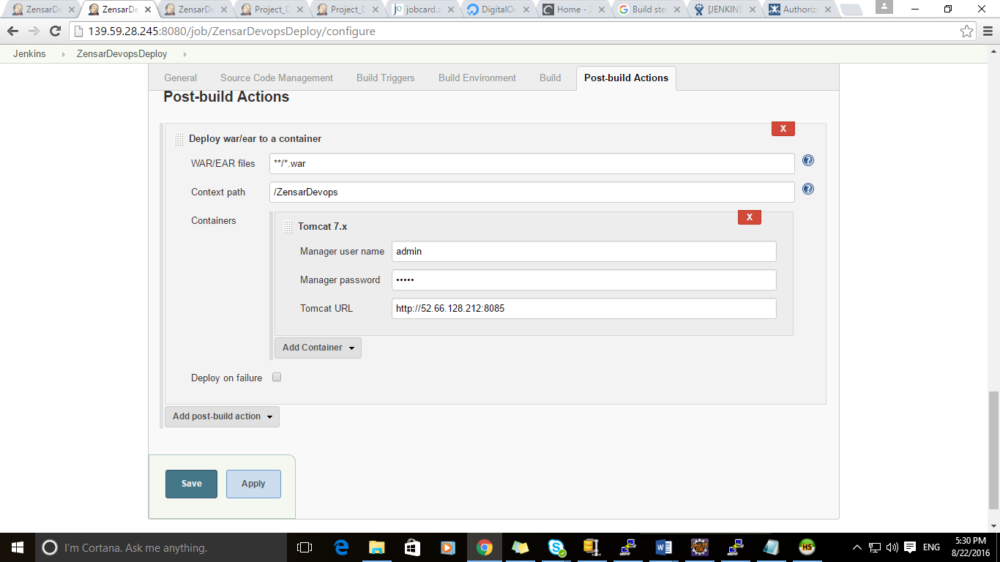 ZensarDe
ZensarDe
ZensarDe
Project_D
Project_D
jobcard.z
DigitalOc
Home - Z
Build ste
[JENKINS
Authoriz
139.59.28.245:8080/job/ZensarDevopsDeploy/configure
Jenkins ZensarDevopsDeploy
General Source Code Management Build Triggers Build Environment Build Post-build Actions
Post-build Actions
Deploy war/ear to a container X
WAR/EAR files **/*.war ?
Context path /ZensarDevops ?
Containers
Tomcat 7.x X
Manager user name admin
Manager password •••••
Tomcat URL http://52.66.128.212:8085
Add Container
Deploy on failure
Add post-build action
Save Apply
I'm Cortana. Ask me anything.
HS
ENG
5:30 PM
8/22/2016